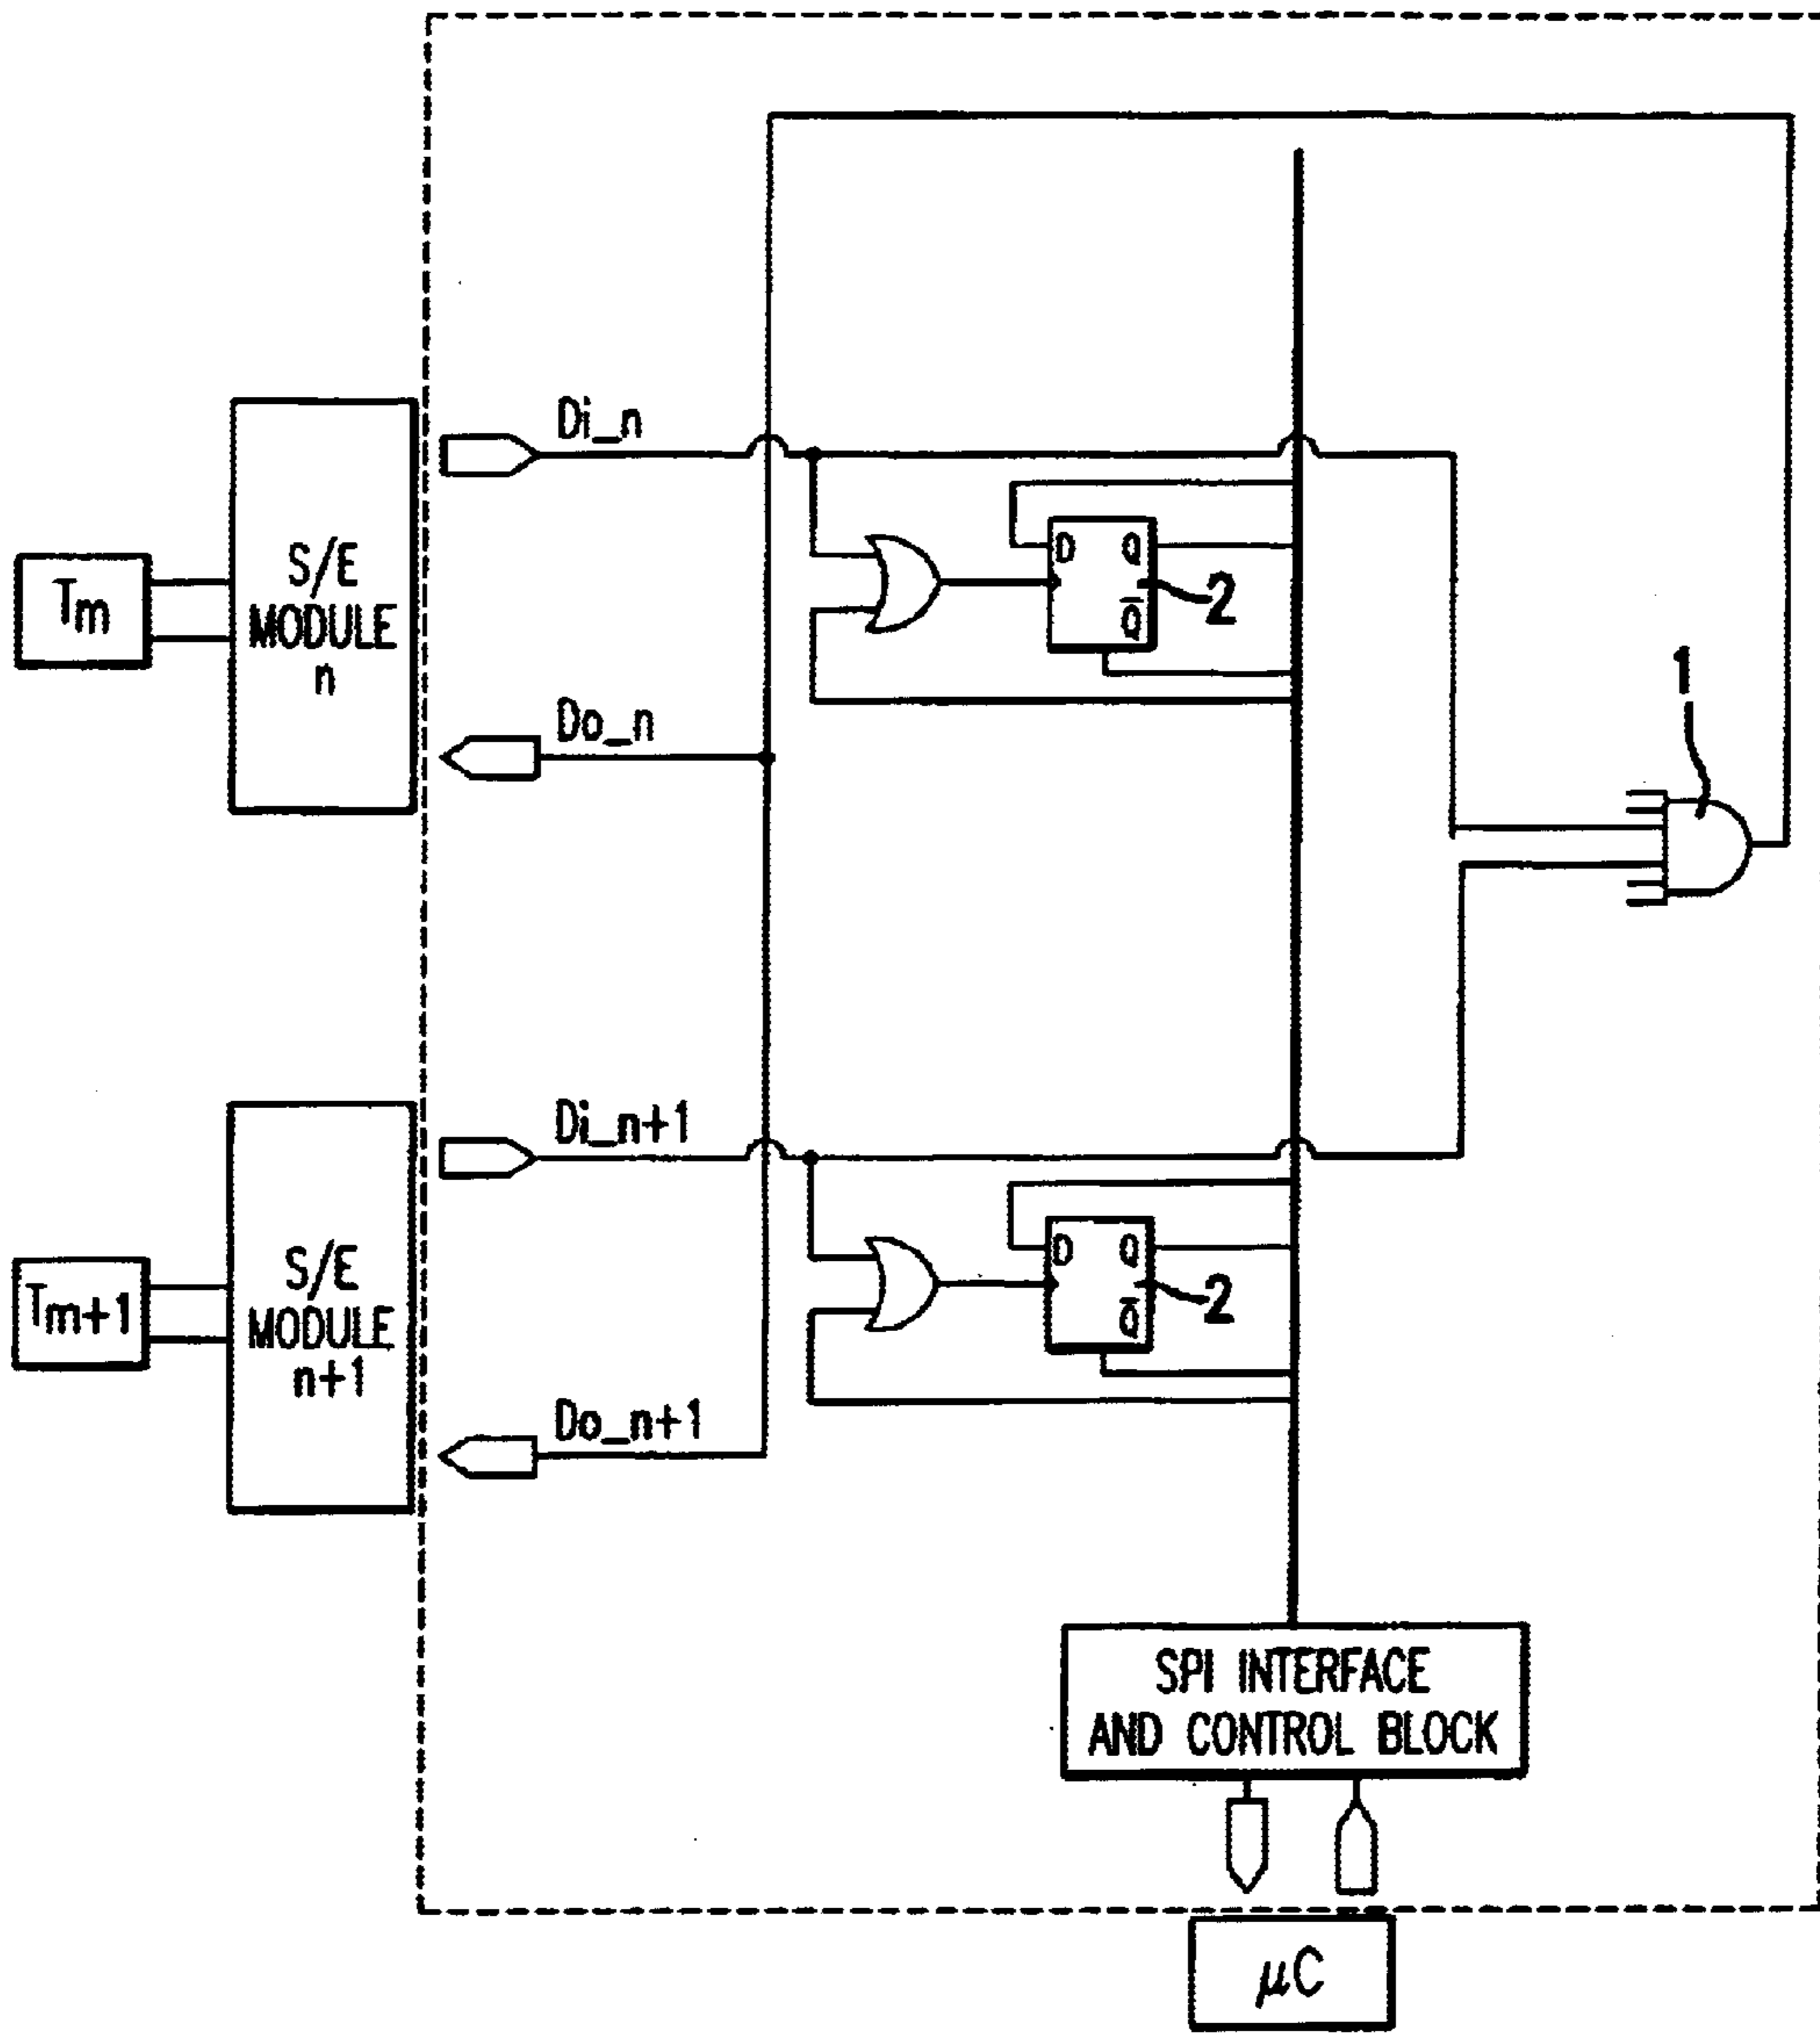 Di_n
Tm
S/E
MODULE
n
D Q
Q̅
2
1
Do_n
Di_n+1
Tm+1
S/E
MODULE
n+1
D Q
Q̅
2
Do_n+1
SPI INTERFACE
AND CONTROL BLOCK
μC